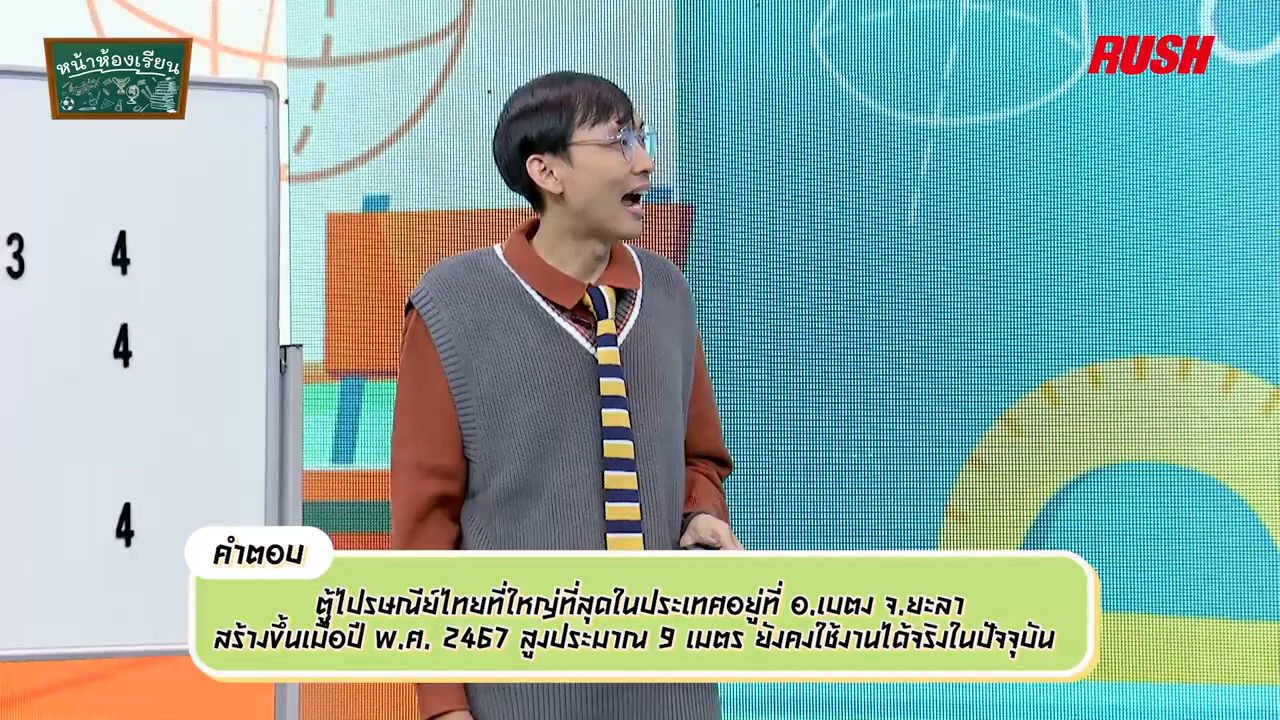 หน้าห้องเรียน
RUSH
3 4
4
4
คำตอบ
ตู้ไปรษณีย์ไทยที่ใหญ่ที่สุดในประเทศอยู่ที่ อ.เบตง จ.ยะลา
สร้างขึ้นเมื่อปี พ.ศ. 2467 สูงประมาณ 9 เมตร ยังคงใช้งานได้จริงในปัจจุบัน